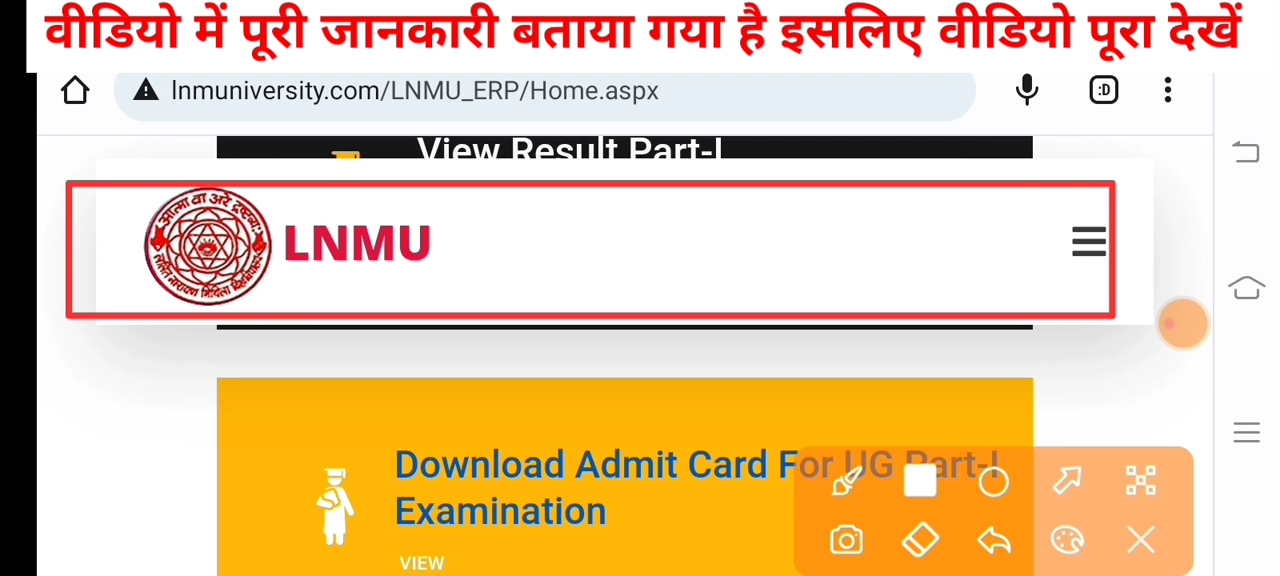 वीडियो में पूरी जानकारी बताया गया है इसलिए वीडियो पूरा देखें
lnmuniversity.com/LNMU_ERP/Home.aspx
:D
View Result Part-I
LNMU
Download Admit Card For UG Part-I
Examination
VIEW